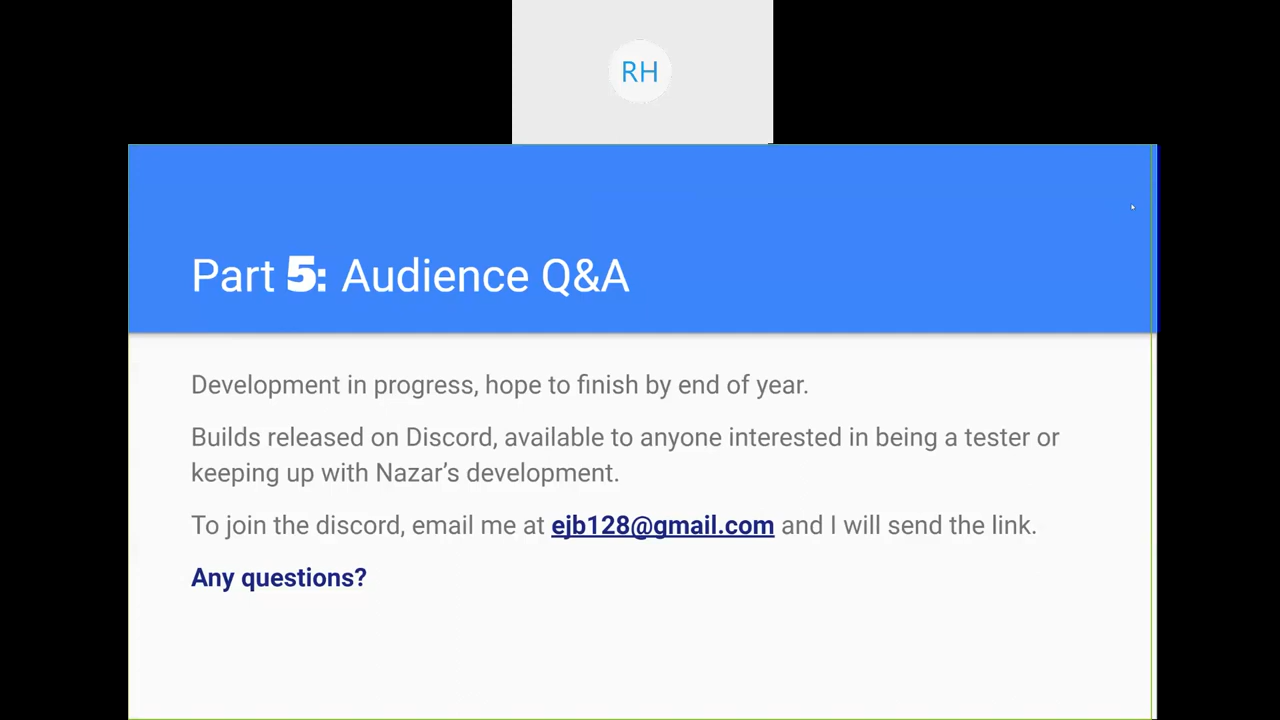 RH
Part 5: Audience Q&A
Development in progress, hope to finish by end of year.
Builds released on Discord, available to anyone interested in being a tester or
keeping up with Nazar’s development.
To join the discord, email me at ejb128@gmail.com and I will send the link.
Any questions?